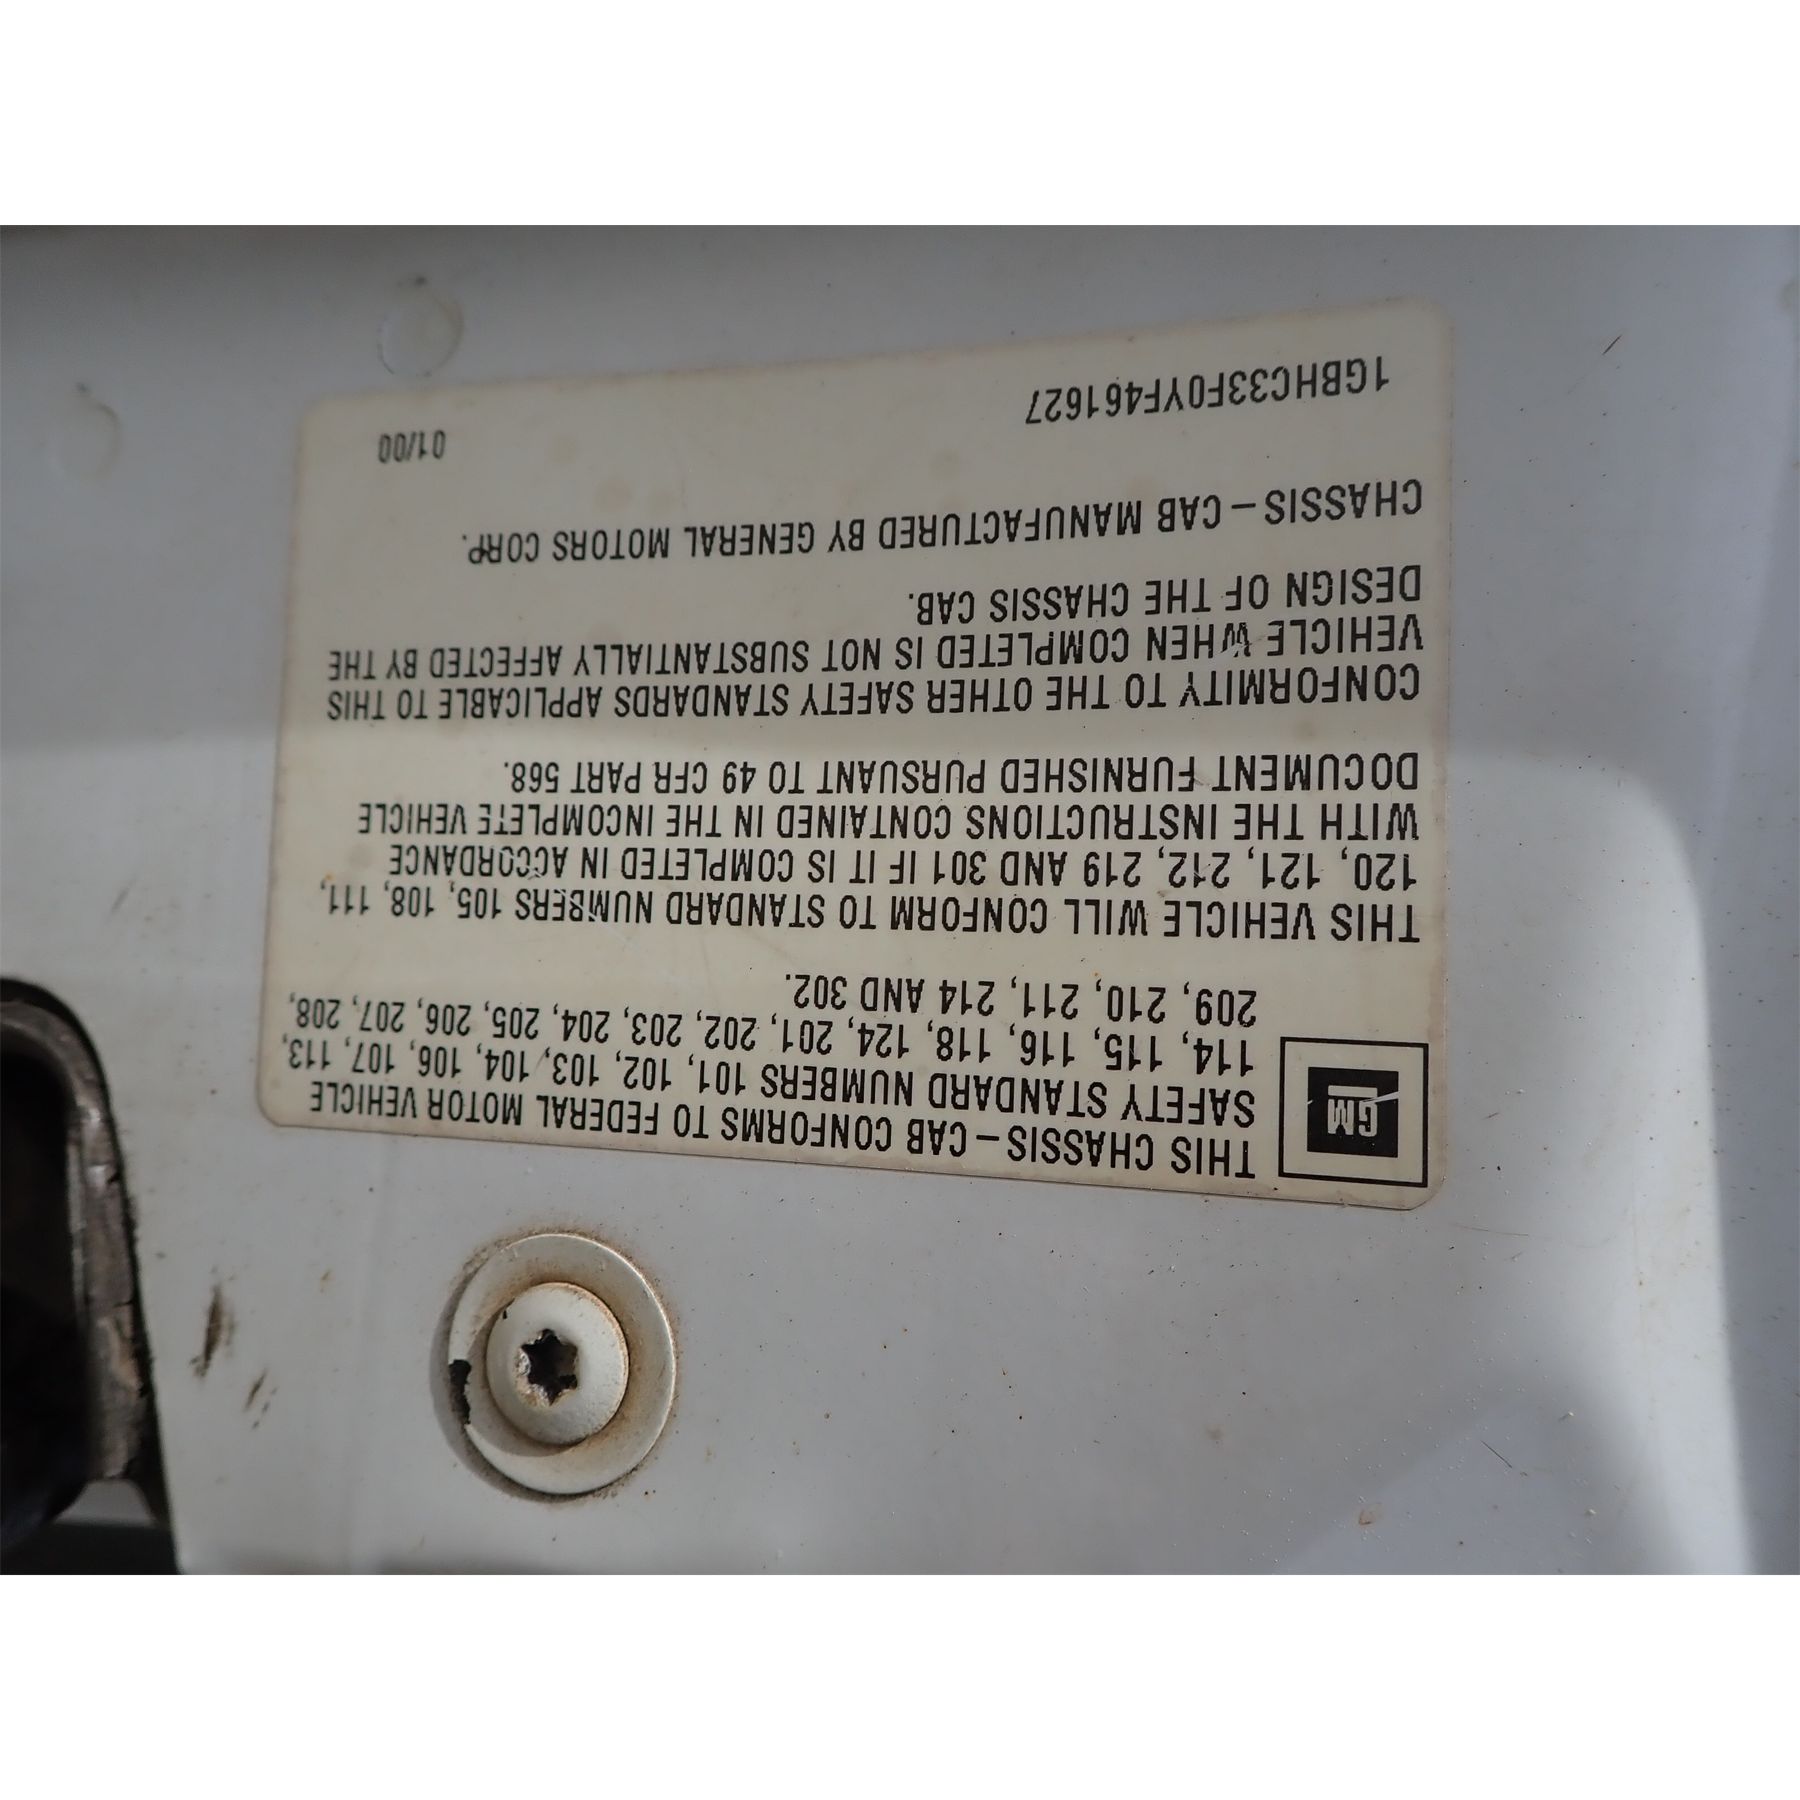 GM
THIS CHASSIS – CAB CONFORMS TO FEDERAL MOTOR VEHICLE
SAFETY STANDARD NUMBERS 101, 102, 103, 104, 106, 107, 113,
114, 115, 116, 118, 124, 201, 202, 203, 204, 205, 206, 207, 208,
209, 210, 211, 214 AND 302.
THIS VEHICLE WILL CONFORM TO STANDARD NUMBERS 105, 108, 111,
120, 121, 212, 219 AND 301 IF IT IS COMPLETED IN ACCORDANCE
WITH THE INSTRUCTIONS CONTAINED IN THE INCOMPLETE VEHICLE
DOCUMENT FURNISHED PURSUANT TO 49 CFR PART 568.
CONFORMITY TO THE OTHER SAFETY STANDARDS APPLICABLE TO THIS
VEHICLE WHEN COMPLETED IS NOT SUBSTANTIALLY AFFECTED BY THE
DESIGN OF THE CHASSIS CAB.
CHASSIS – CAB MANUFACTURED BY GENERAL MOTORS CORP.
01/00
1GBHC33F0YF461627